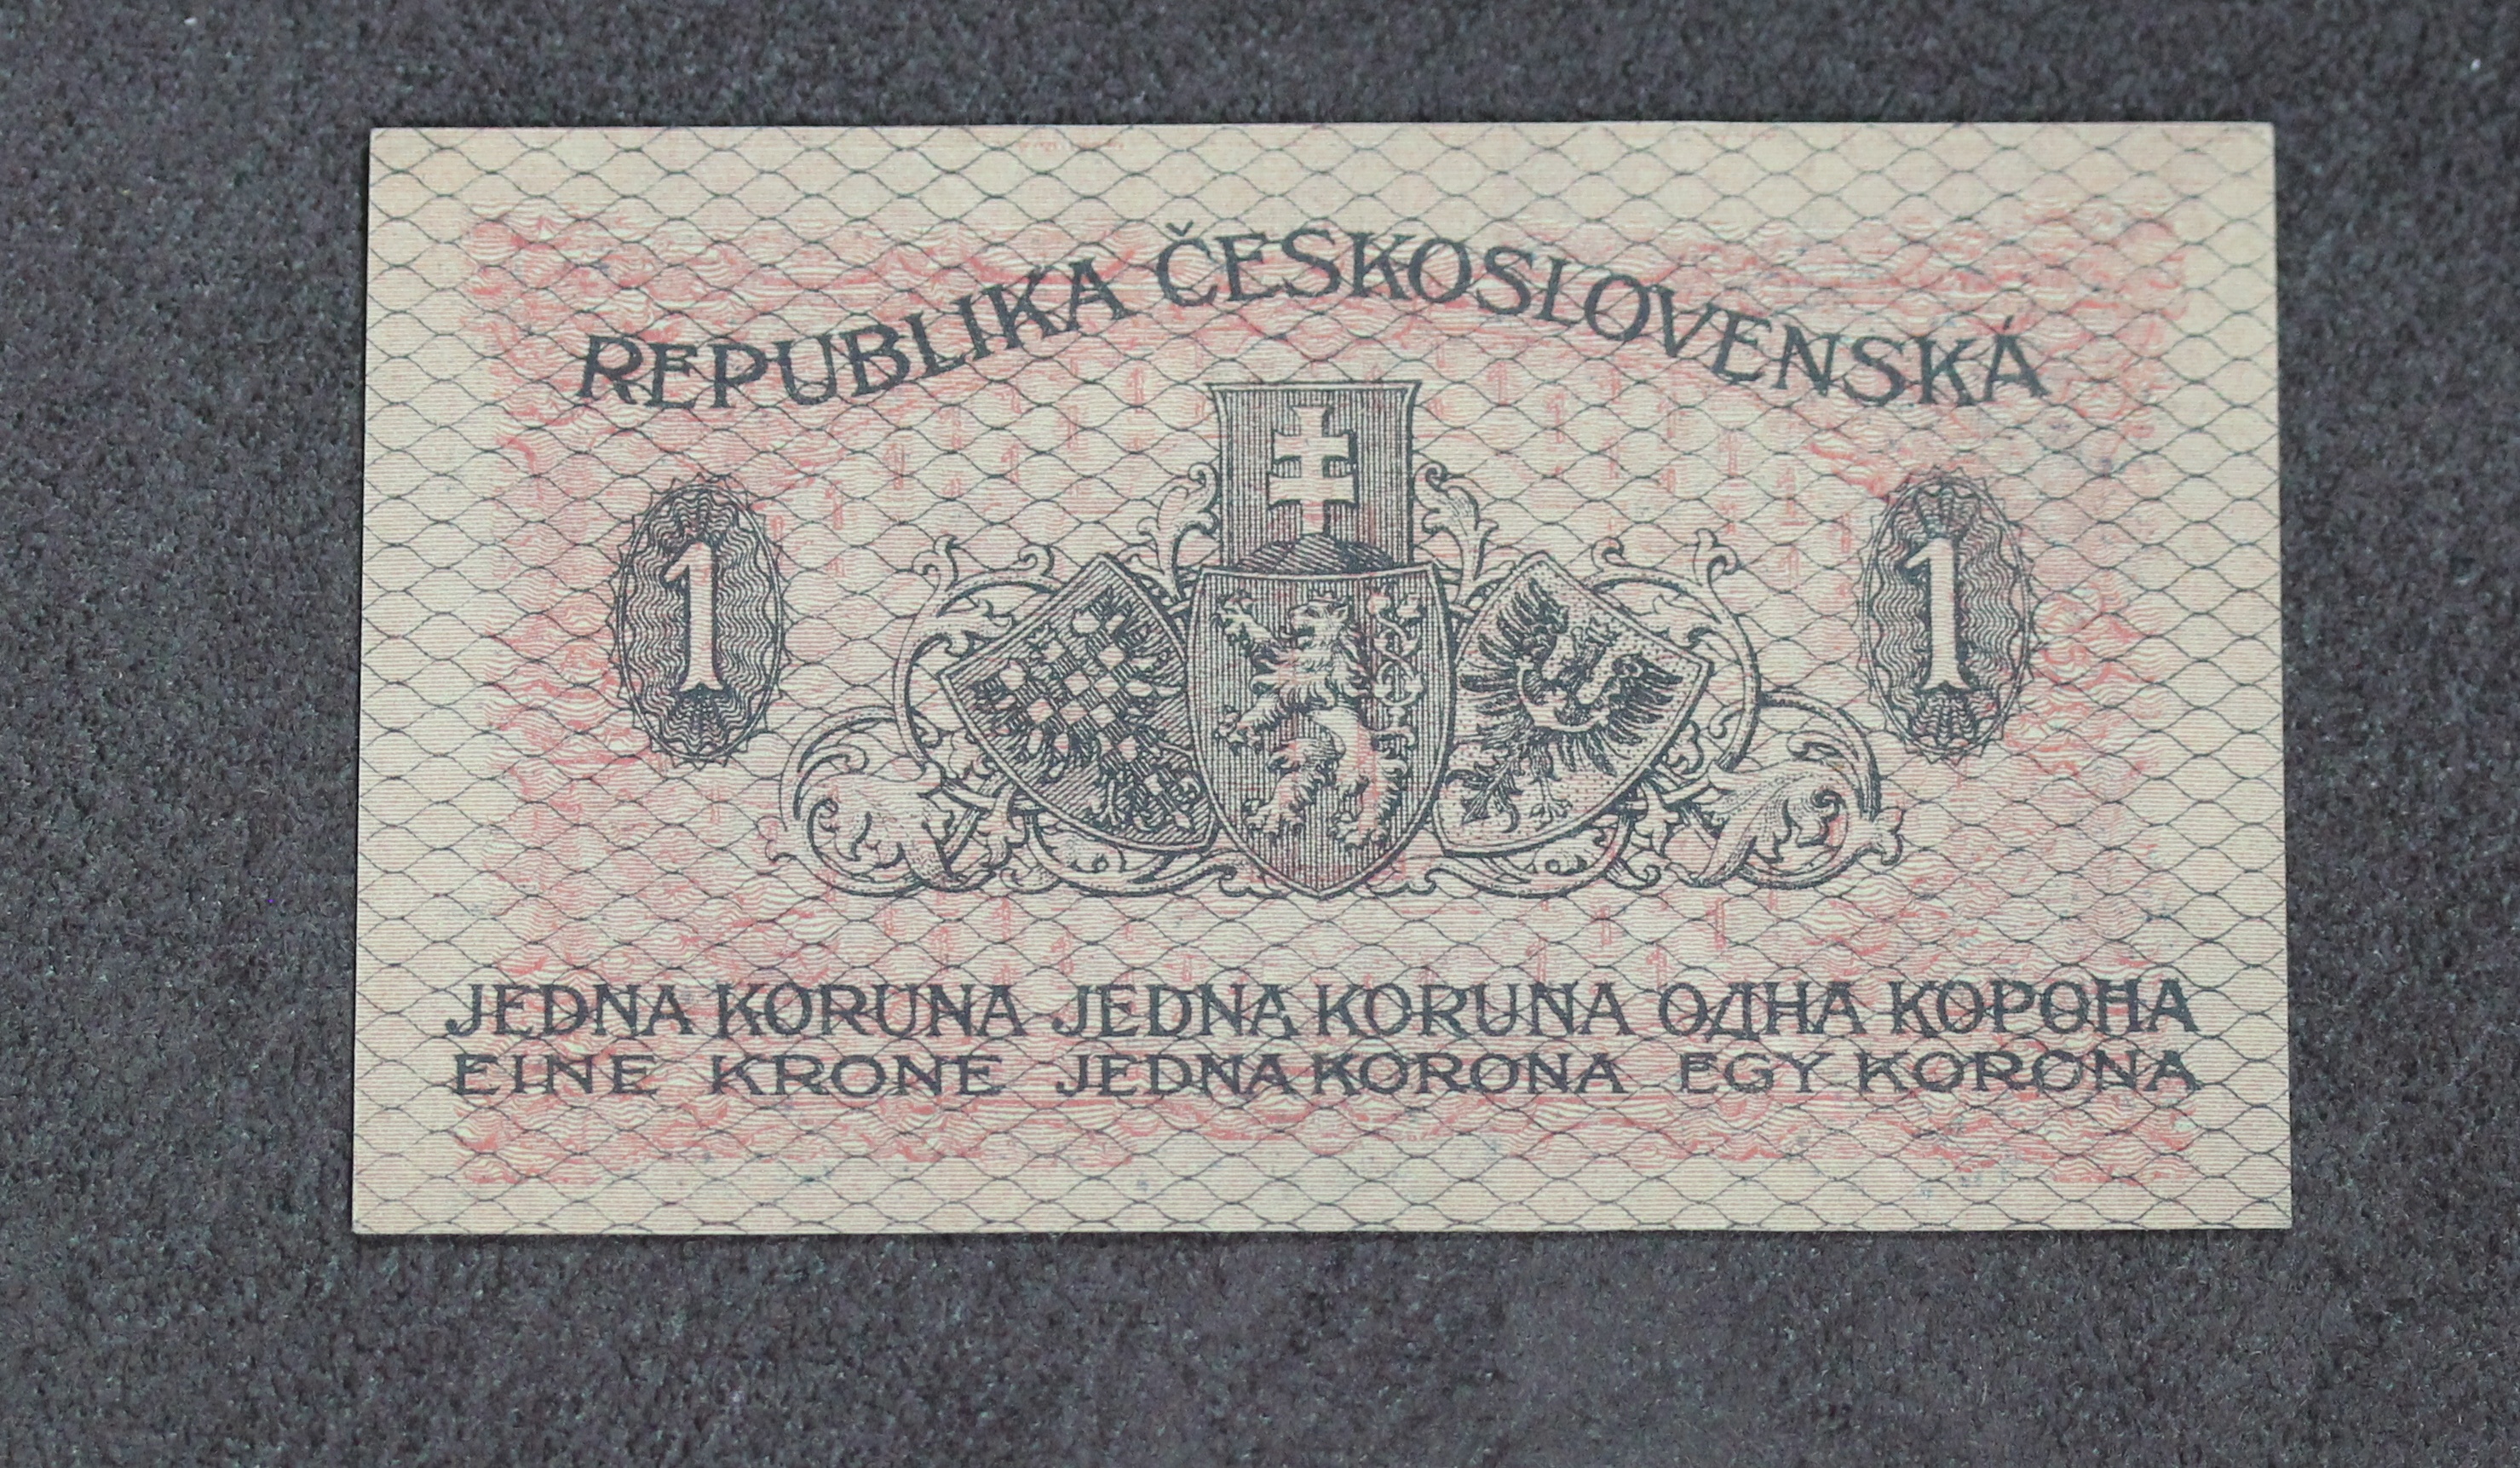 REPUBLIKA ČESKOSLOVENSKÁ
1 1
JEDNA KORUNA JEDNA KORUNA ОДНА КОРОНА
EINE KRONE JEDNA KORONA EGY KORONA